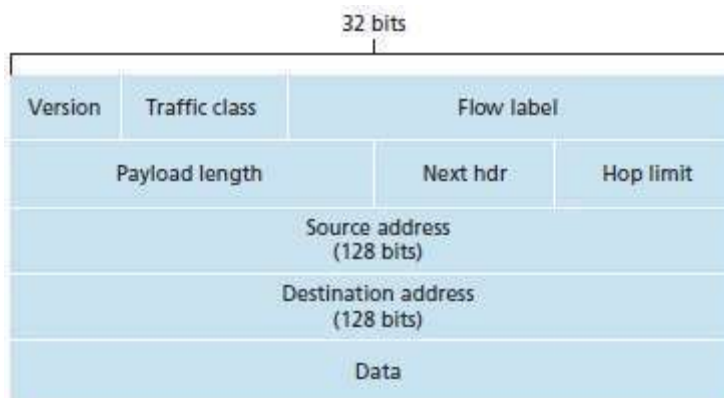 32 bits
Version Traffic class Flow label
Payload length Next hdr Hop limit
Source address
(128 bits)
Destination address
(128 bits)
Data